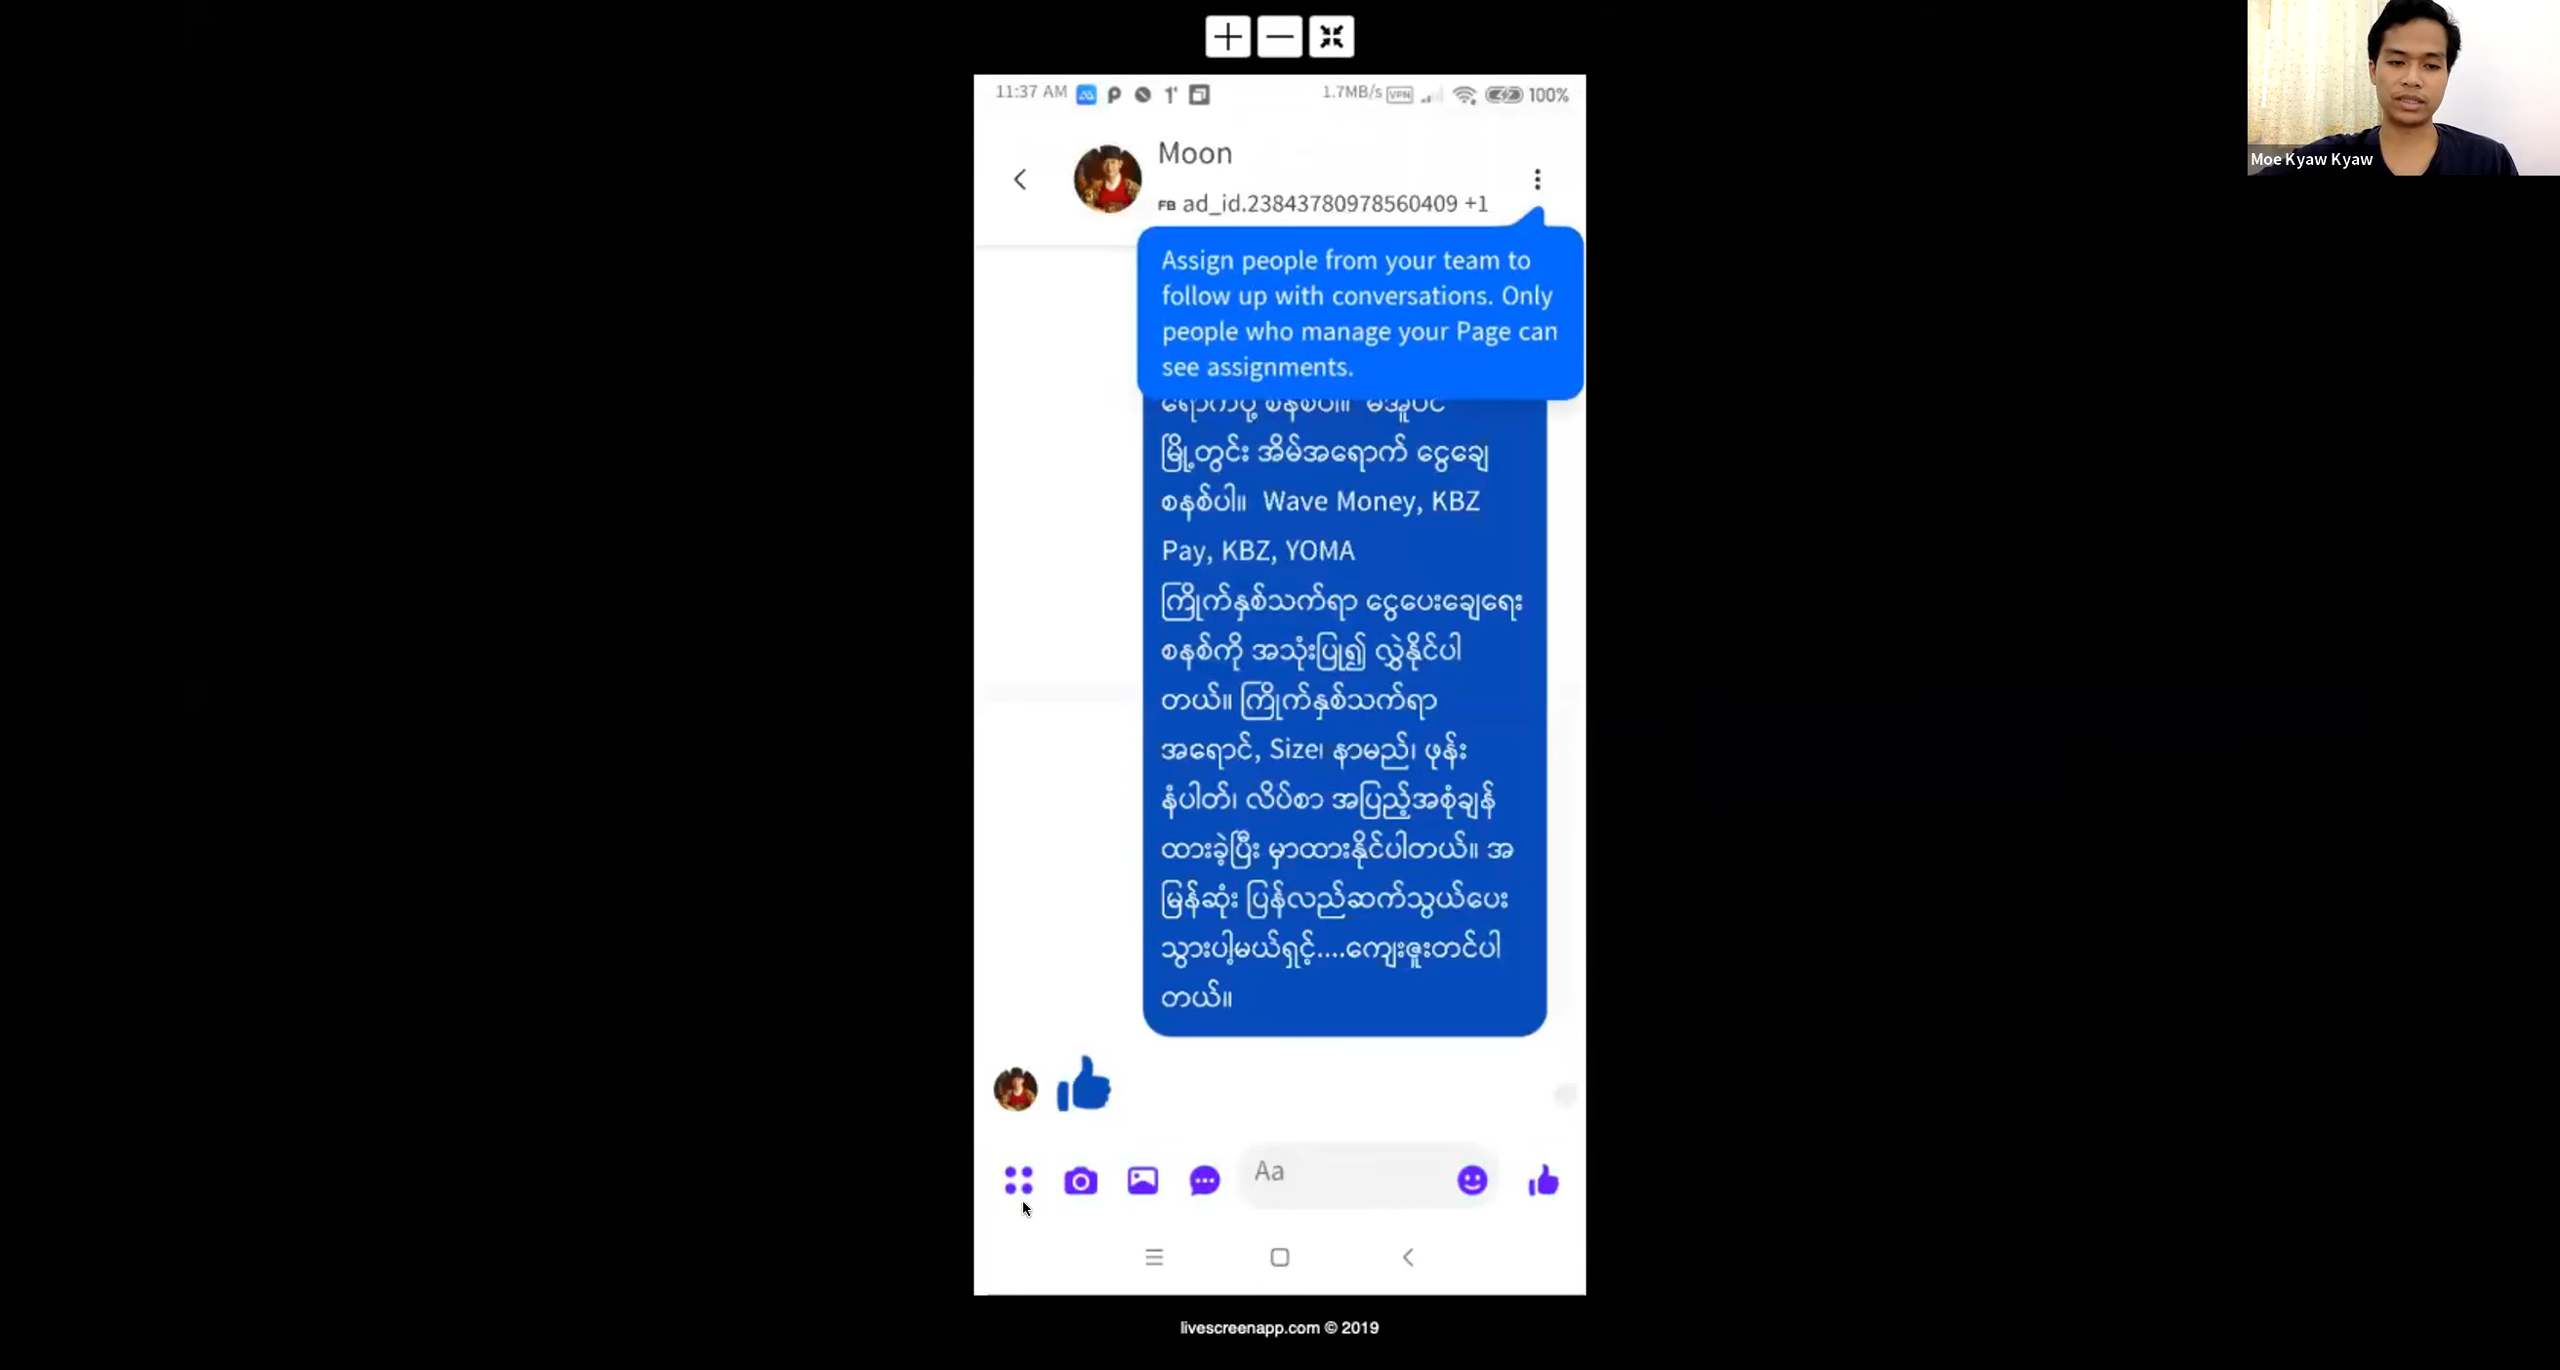 11:37 AM
1.7MB/s VPN 100%
Moe Kyaw Kyaw
Moon
FB ad_id.23843780978560409 +1
Assign people from your team to
follow up with conversations. Only
people who manage your Page can
see assignments.
မြို့တွင်း အိမ်အရောက် ငွေချေ
စနစ်ပါ။ Wave Money, KBZ
Pay, KBZ, YOMA
ကြိုက်နှစ်သက်ရာ ငွေပေးချေရေး
စနစ်ကို အသုံးပြု၍ လွှဲနိုင်ပါ
တယ်။ ကြိုက်နှစ်သက်ရာ
အရောင်, Size၊ နာမည်၊ ဖုန်း
နံပါတ်၊ လိပ်စာ အပြည့်အစုံချန်
ထားခဲ့ပြီး မှာထားနိုင်ပါတယ်။ အ
မြန်ဆုံး ပြန်လည်ဆက်သွယ်ပေး
သွားပါ့မယ်ရှင့်....ကျေးဇူးတင်ပါ
တယ်။
Aa
livescreenapp.com © 2019